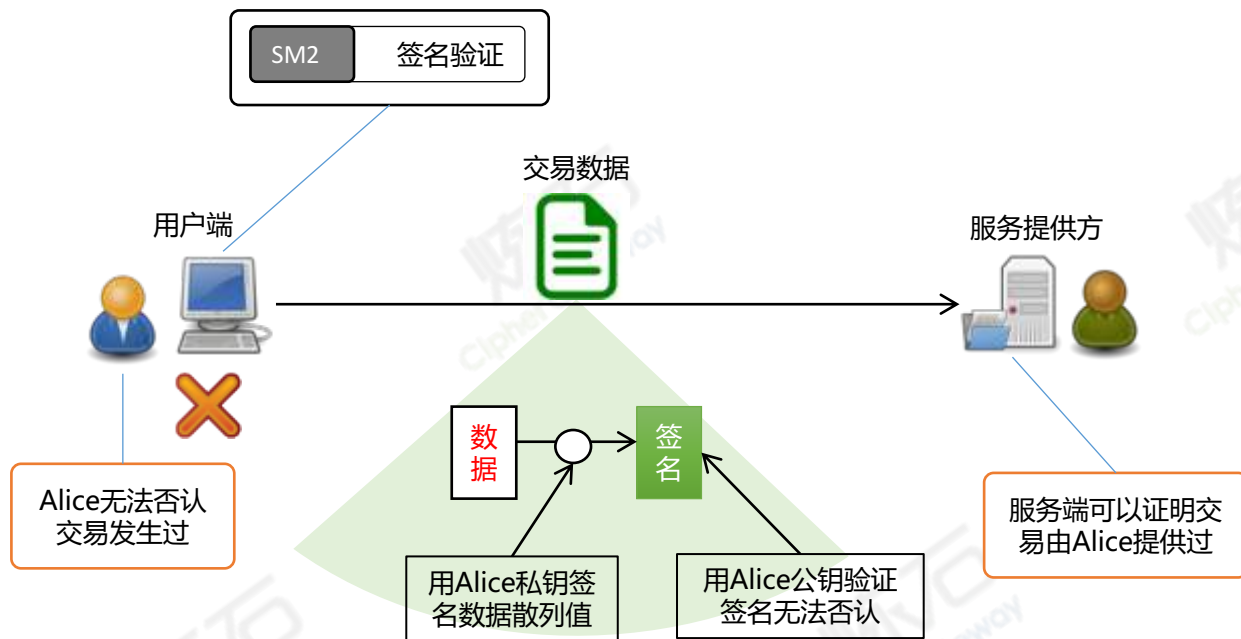 SM2
签名验证
交易数据
用户端
服务提供方
数
据
签
名
Alice无法否认
交易发生过
服务端可以证明交
易由Alice提供过
用Alice私钥签
名数据散列值
用Alice公钥验证
签名无法否认
炼石
炼石